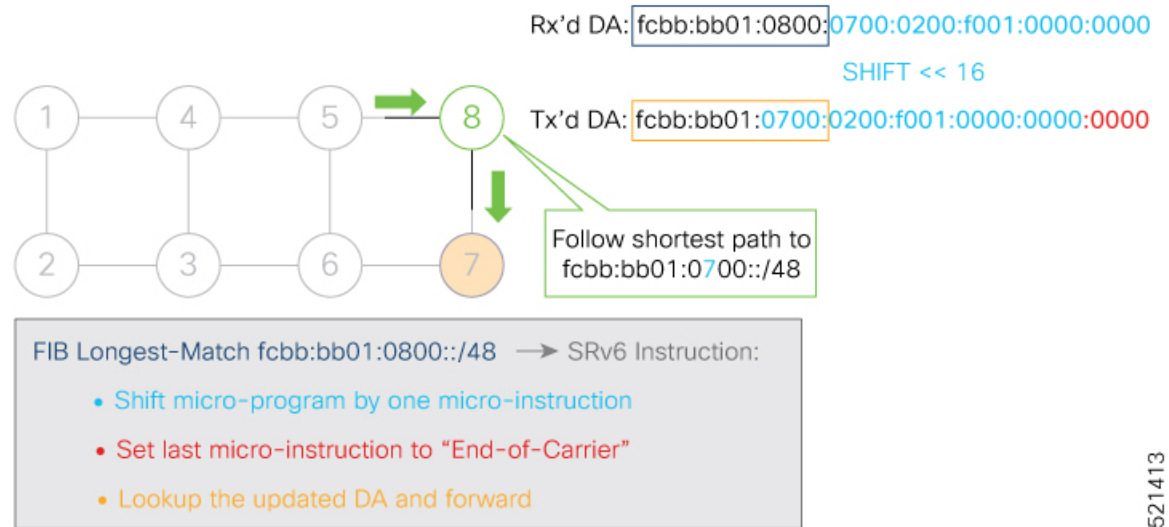 Rx'd DA: fcbb:bb01:0800:0700:0200:f001:0000:0000
SHIFT << 16
Tx'd DA: fcbb:bb01:0700:0200:f001:0000:0000:0000
1
4
5
8
2
3
6
7
Follow shortest path to
fcbb:bb01:0700::/48
FIB Longest-Match fcbb:bb01:0800::/48 → SRv6 Instruction:
• Shift micro-program by one micro-instruction
• Set last micro-instruction to “End-of-Carrier”
• Lookup the updated DA and forward
521413